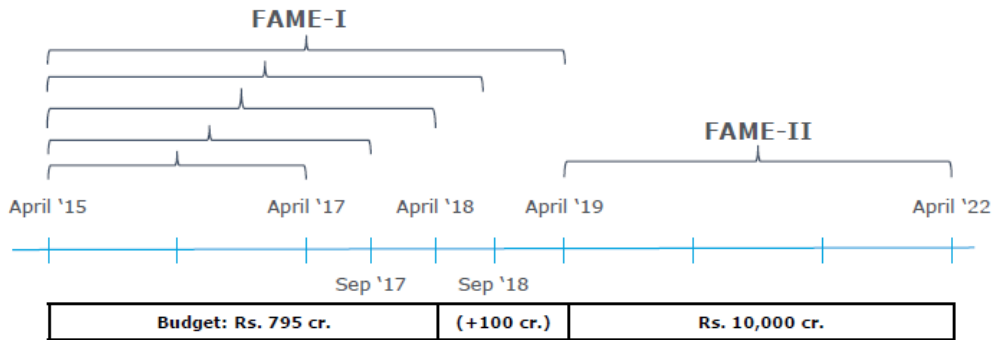 FAME-I
FAME-II
April ‘15 April ‘17 April ‘18 April ‘19 April ‘22
Sep ‘17 Sep ‘18
Budget: Rs. 795 cr. (+100 cr.) Rs. 10,000 cr.